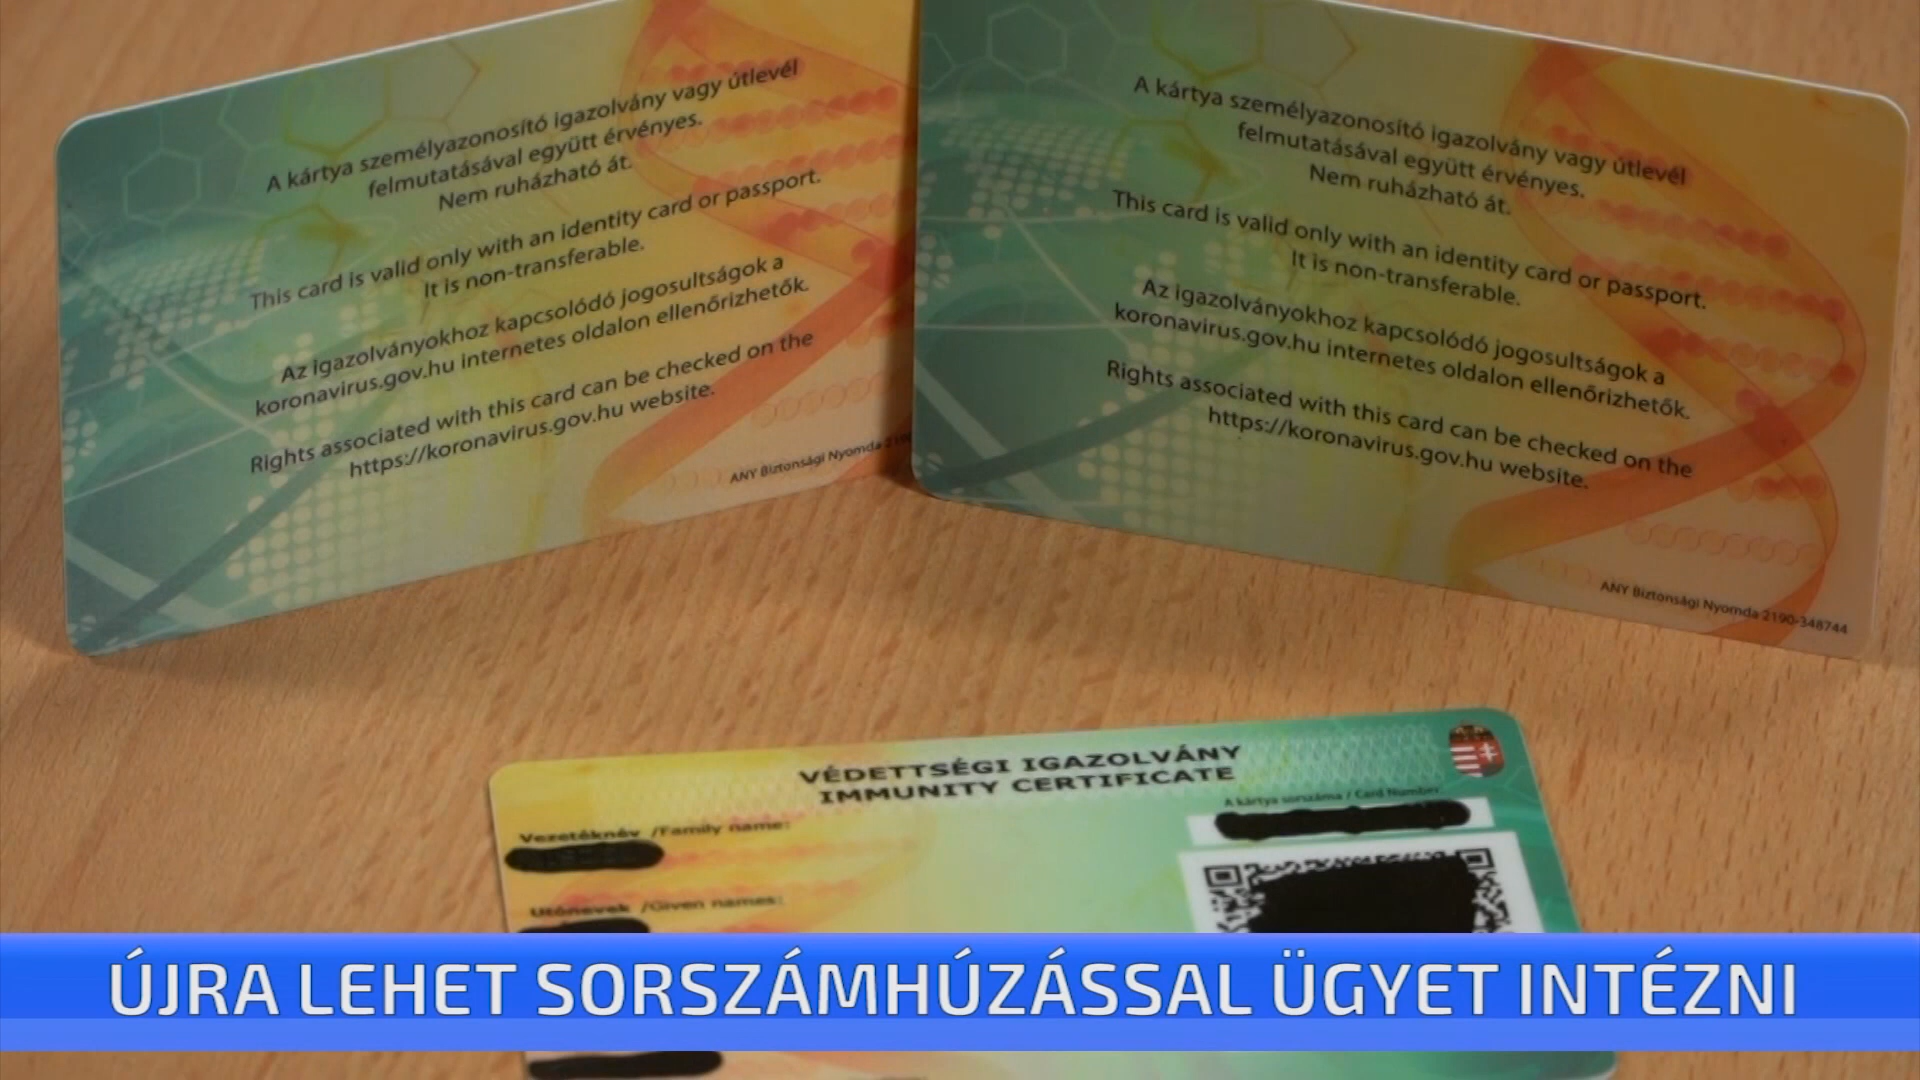 A kártya személyazonosító igazolvány vagy útlevél
felmutatásával együtt érvényes.
Nem ruházható át.
This card is valid only with an identity card or passport.
It is non-transferable.
Az igazolványokhoz kapcsolódó jogosultságok a
koronavirus.gov.hu internetes oldalon ellenőrizhetők.
Rights associated with this card can be checked on the
https://koronavirus.gov.hu website.
ANY Biztonsági Nyomda
A kártya személyazonosító igazolvány vagy útlevél
felmutatásával együtt érvényes.
Nem ruházható át.
This card is valid only with an identity card or passport.
It is non-transferable.
Az igazolványokhoz kapcsolódó jogosultságok a
koronavirus.gov.hu internetes oldalon ellenőrizhetők.
Rights associated with this card can be checked on the
https://koronavirus.gov.hu website.
ANY Biztonsági Nyomda 2190-348744
VÉDETTSÉGI IGAZOLVÁNY
IMMUNITY CERTIFICATE
A kártya sorszáma / Card Number:
Vezetéknév /Family name:
Utónevek /Given names:
ÚJRA LEHET SORSZÁMHÚZÁSSAL ÜGYET INTÉZNI